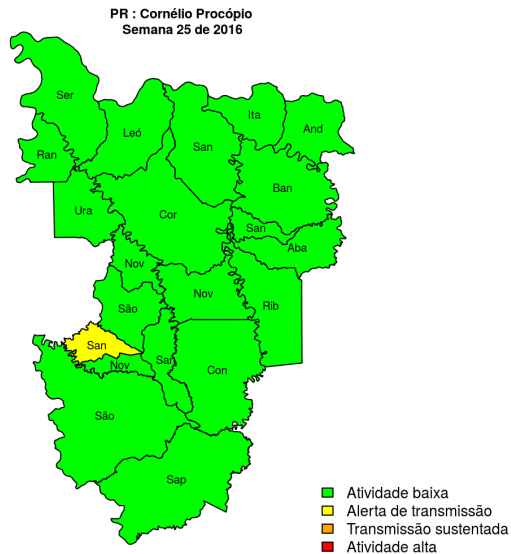 PR : Cornélio Procópio
Semana 25 de 2016
Ser
Leó
Ita
And
Ran
San
Ban
Ura
Cor
San
Aba
Nov
Nov
São
Rib
San
San
Nov
Con
São
Sap
Atividade baixa
Alerta de transmissão
Transmissão sustentada
Atividade alta